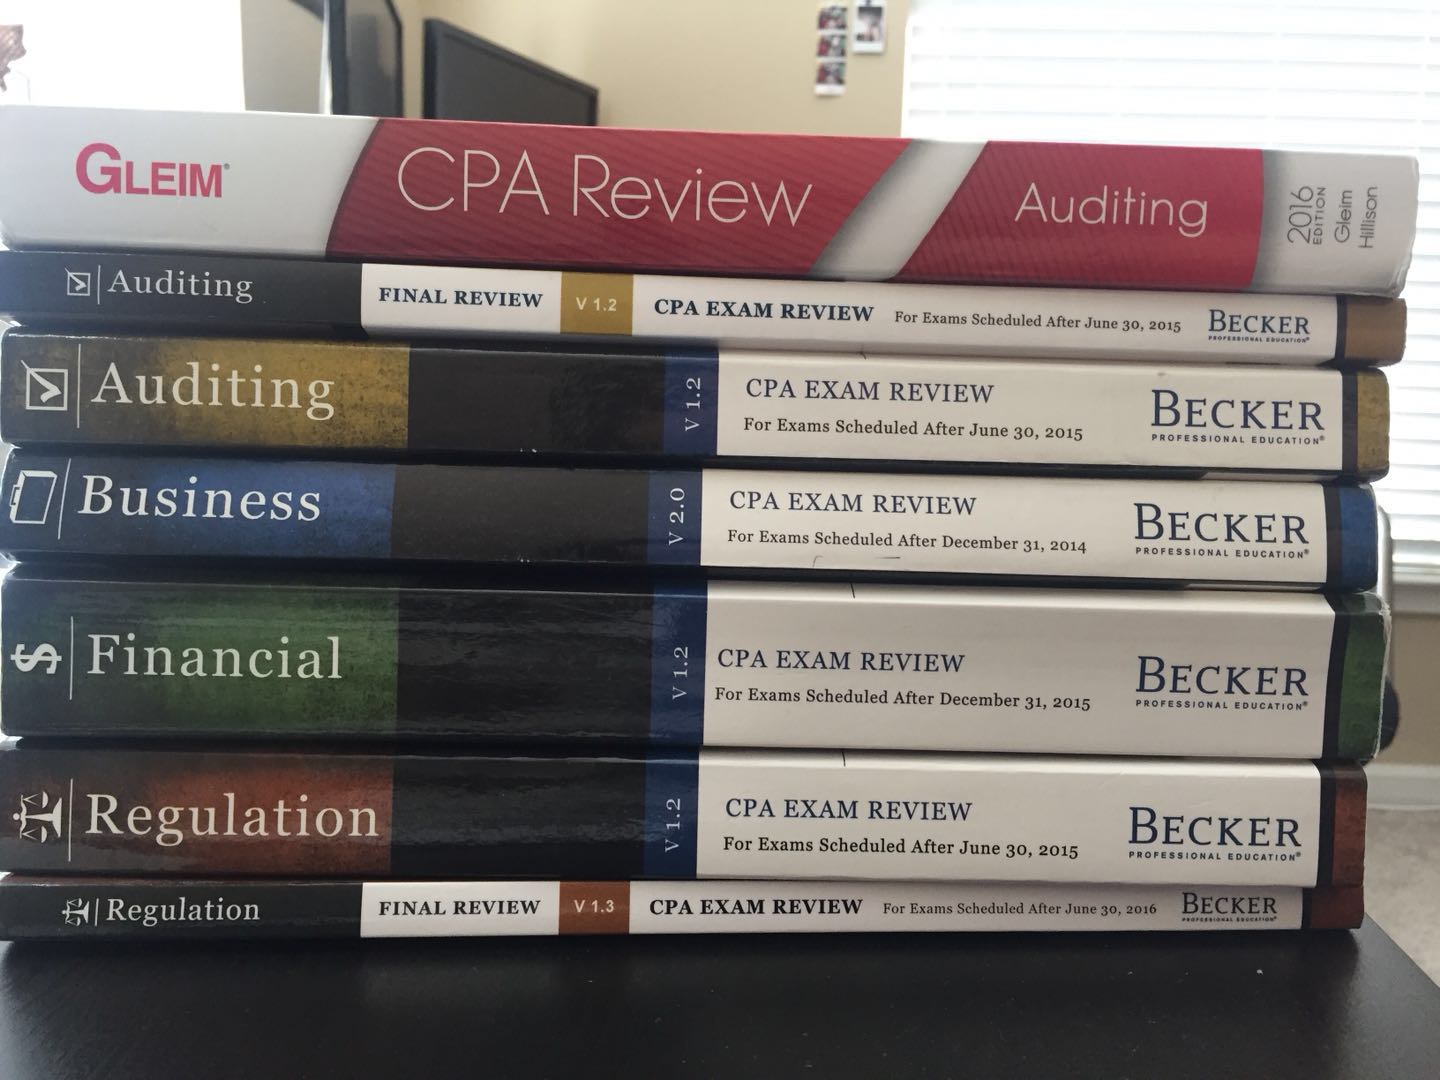 GLEIM® CPA Review Auditing 2016 EDITION Gleim Hillison
Auditing FINAL REVIEW V 1.2 CPA EXAM REVIEW For Exams Scheduled After June 30, 2015 BECKER PROFESSIONAL EDUCATION®
Auditing V 1.2 CPA EXAM REVIEW BECKER
For Exams Scheduled After June 30, 2015 PROFESSIONAL EDUCATION®
Business V 2.0 CPA EXAM REVIEW BECKER
For Exams Scheduled After December 31, 2014 PROFESSIONAL EDUCATION®
$ Financial V 1.2 CPA EXAM REVIEW BECKER
For Exams Scheduled After December 31, 2015 PROFESSIONAL EDUCATION®
Regulation V 1.2 CPA EXAM REVIEW BECKER
For Exams Scheduled After June 30, 2015 PROFESSIONAL EDUCATION®
Regulation FINAL REVIEW V 1.3 CPA EXAM REVIEW For Exams Scheduled After June 30, 2016 BECKER PROFESSIONAL EDUCATION®